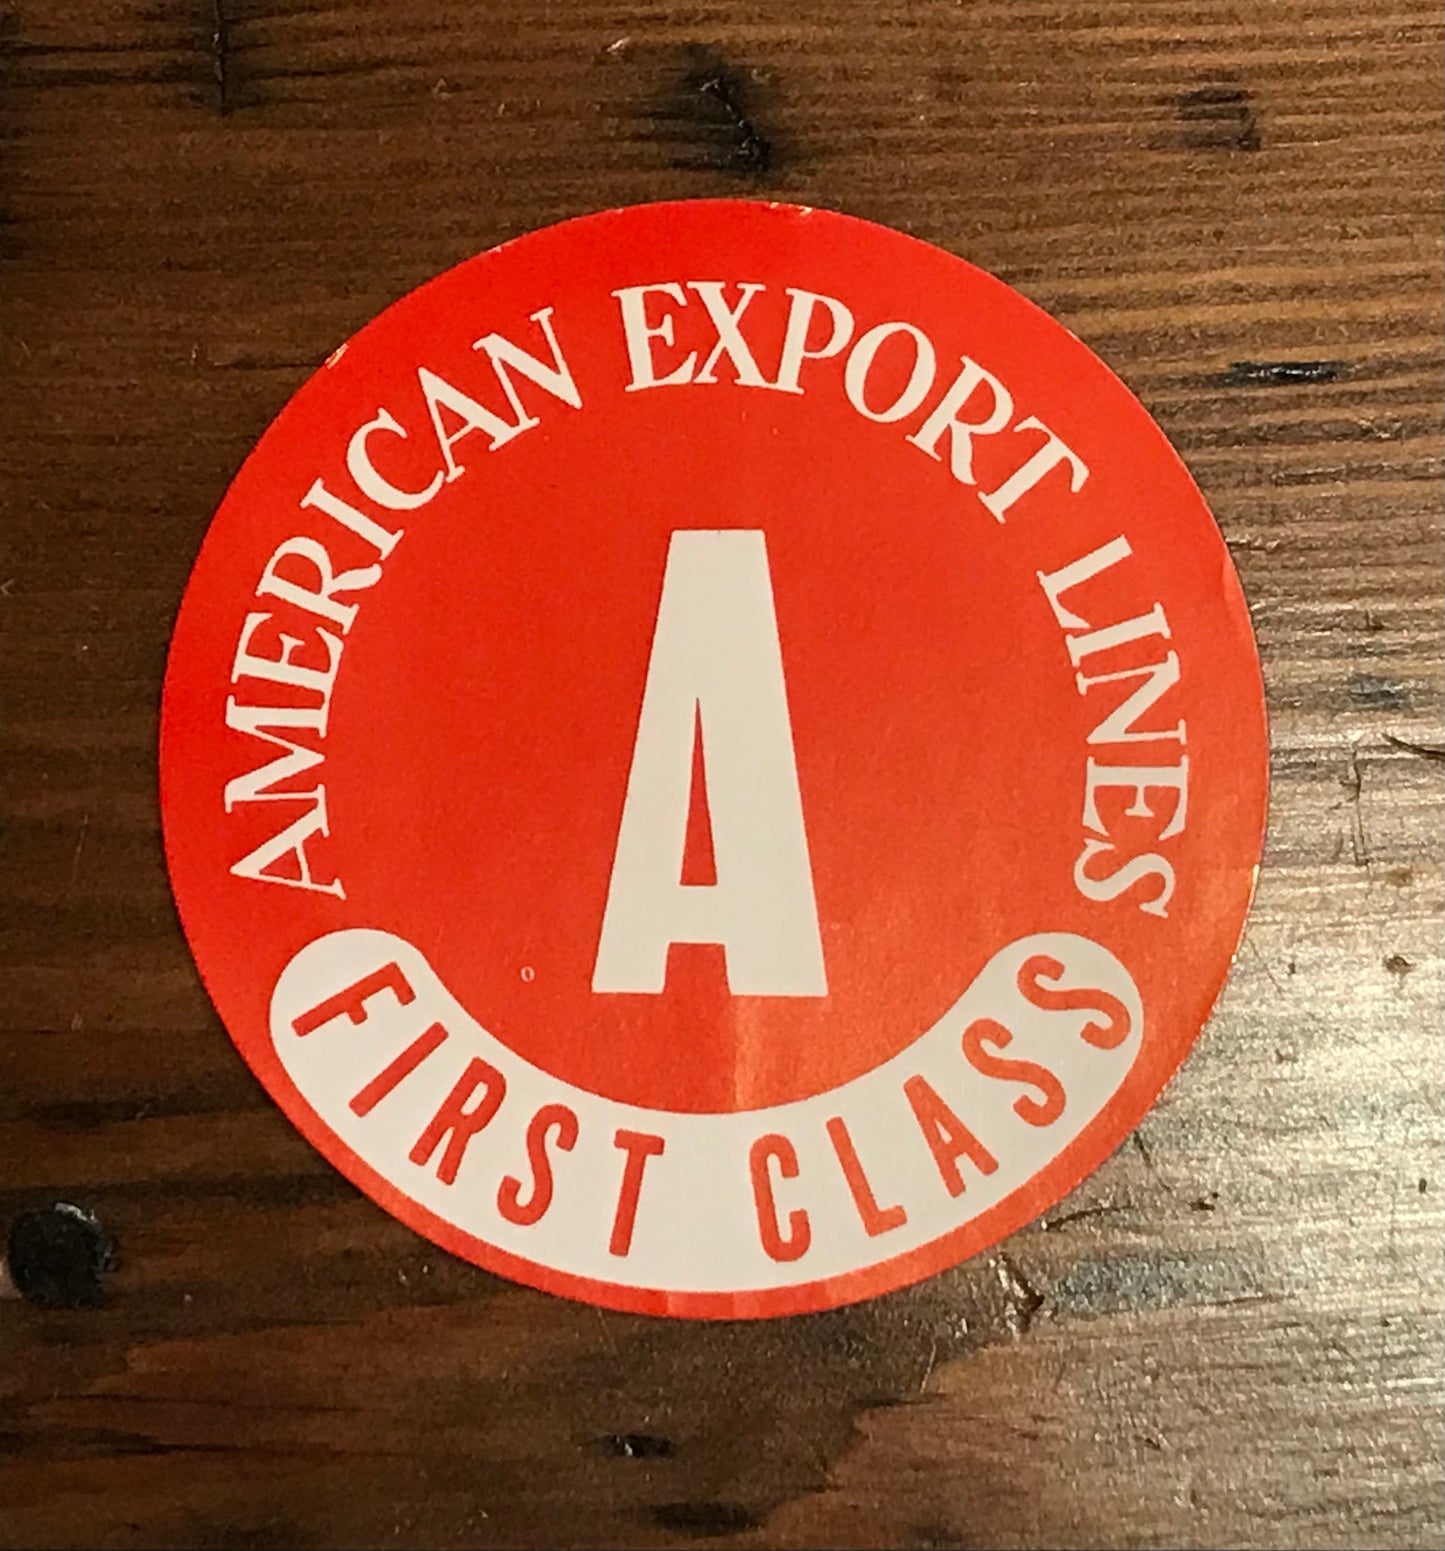 AMERICAN EXPORT LINES
A
FIRST CLASS